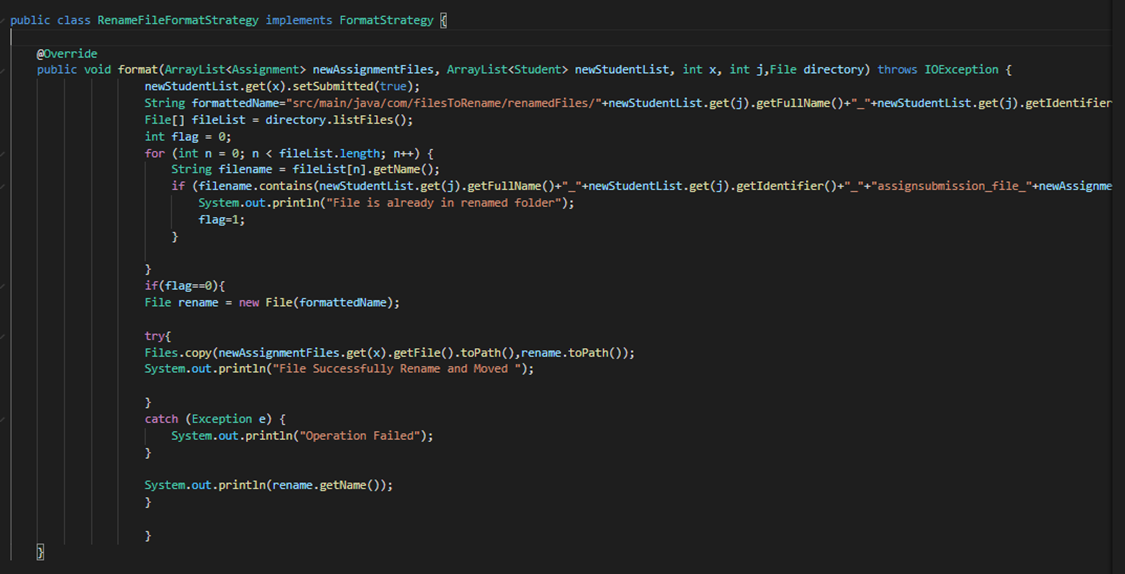 public class RenameFileFormatStrategy implements FormatStrategy {
@Override
public void format(ArrayList<Assignment> newAssignmentFiles, ArrayList<Student> newStudentList, int x, int j,File directory) throws IOException {
newStudentList.get(x).setSubmitted(true);
String formattedName="src/main/java/com/filesToRename/renamedFiles/"+newStudentList.get(j).getFullName()+"_"+newStudentList.get(j).getIdentifier
File[] fileList = directory.listFiles();
int flag = 0;
for (int n = 0; n < fileList.length; n++) {
String filename = fileList[n].getName();
if (filename.contains(newStudentList.get(j).getFullName()+"_"+newStudentList.get(j).getIdentifier()+"_"+"assignsubmission_file_"+newAssignme
System.out.println("File is already in renamed folder");
flag=1;
}
}
if(flag==0){
File rename = new File(formattedName);
try{
Files.copy(newAssignmentFiles.get(x).getFile().toPath(),rename.toPath());
System.out.println("File Successfully Rename and Moved ");
}
catch (Exception e) {
System.out.println("Operation Failed");
}
System.out.println(rename.getName());
}
}
}